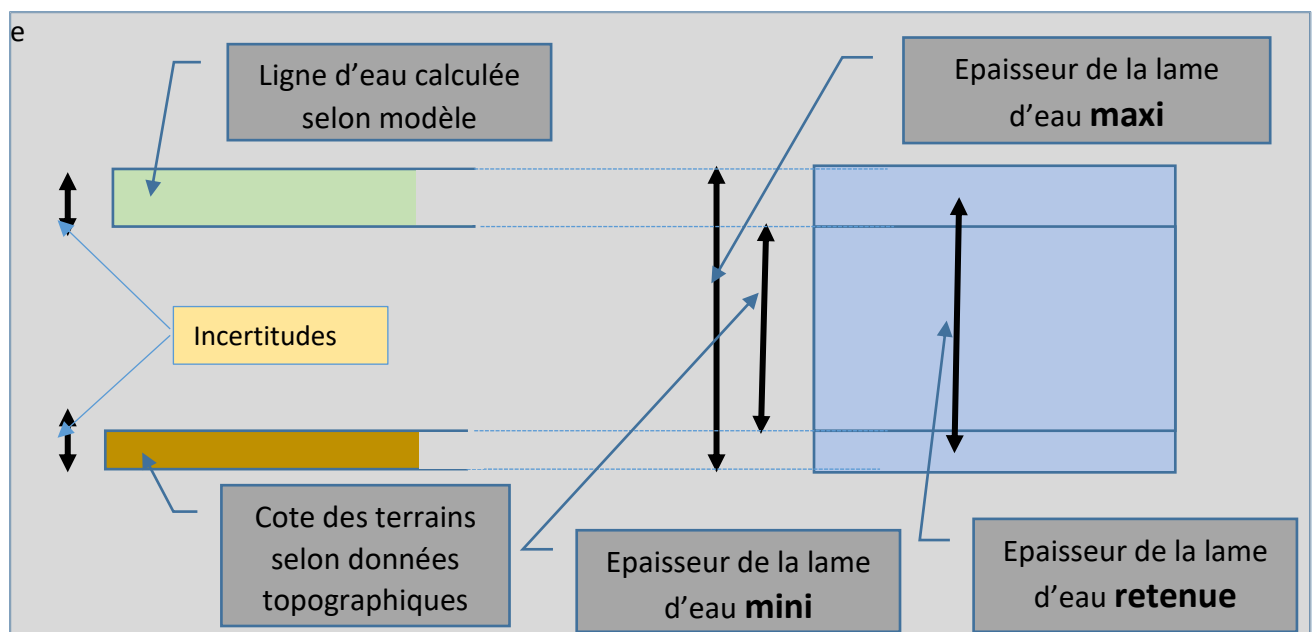 e
Ligne d’eau calculée
selon modèle
Epaisseur de la lame
d’eau maxi
Incertitudes
Cote des terrains
selon données
topographiques
Epaisseur de la lame
d’eau mini
Epaisseur de la lame
d’eau retenue